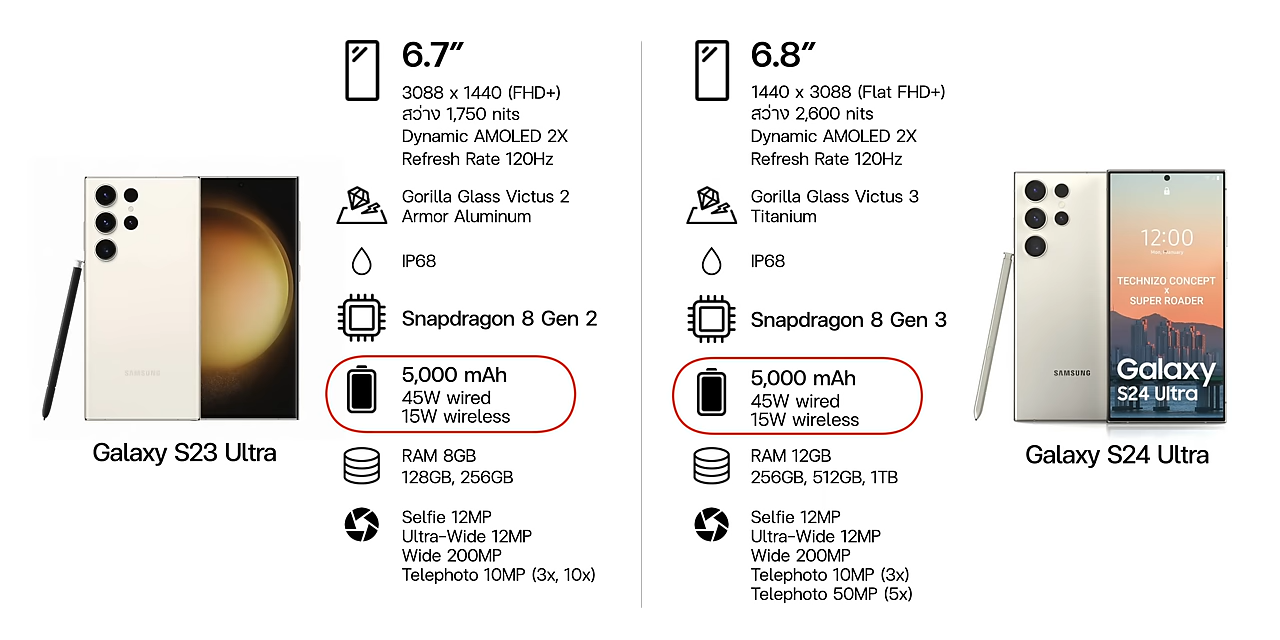 6.7"
3088 x 1440 (FHD+)
สว่าง 1,750 nits
Dynamic AMOLED 2X
Refresh Rate 120Hz
Gorilla Glass Victus 2
Armor Aluminum
IP68
Snapdragon 8 Gen 2
5,000 mAh
45W wired
15W wireless
RAM 8GB
128GB, 256GB
Selfie 12MP
Ultra-Wide 12MP
Wide 200MP
Telephoto 10MP (3x, 10x)
SAMSUNG
Galaxy S23 Ultra
6.8"
1440 x 3088 (Flat FHD+)
สว่าง 2,600 nits
Dynamic AMOLED 2X
Refresh Rate 120Hz
Gorilla Glass Victus 3
Titanium
IP68
Snapdragon 8 Gen 3
5,000 mAh
45W wired
15W wireless
RAM 12GB
256GB, 512GB, 1TB
Selfie 12MP
Ultra-Wide 12MP
Wide 200MP
Telephoto 10MP (3x)
Telephoto 50MP (5x)
SAMSUNG
12:00
TECHNIZO CONCEPT
x
SUPER ROADER
Galaxy
S24 Ultra
Galaxy S24 Ultra